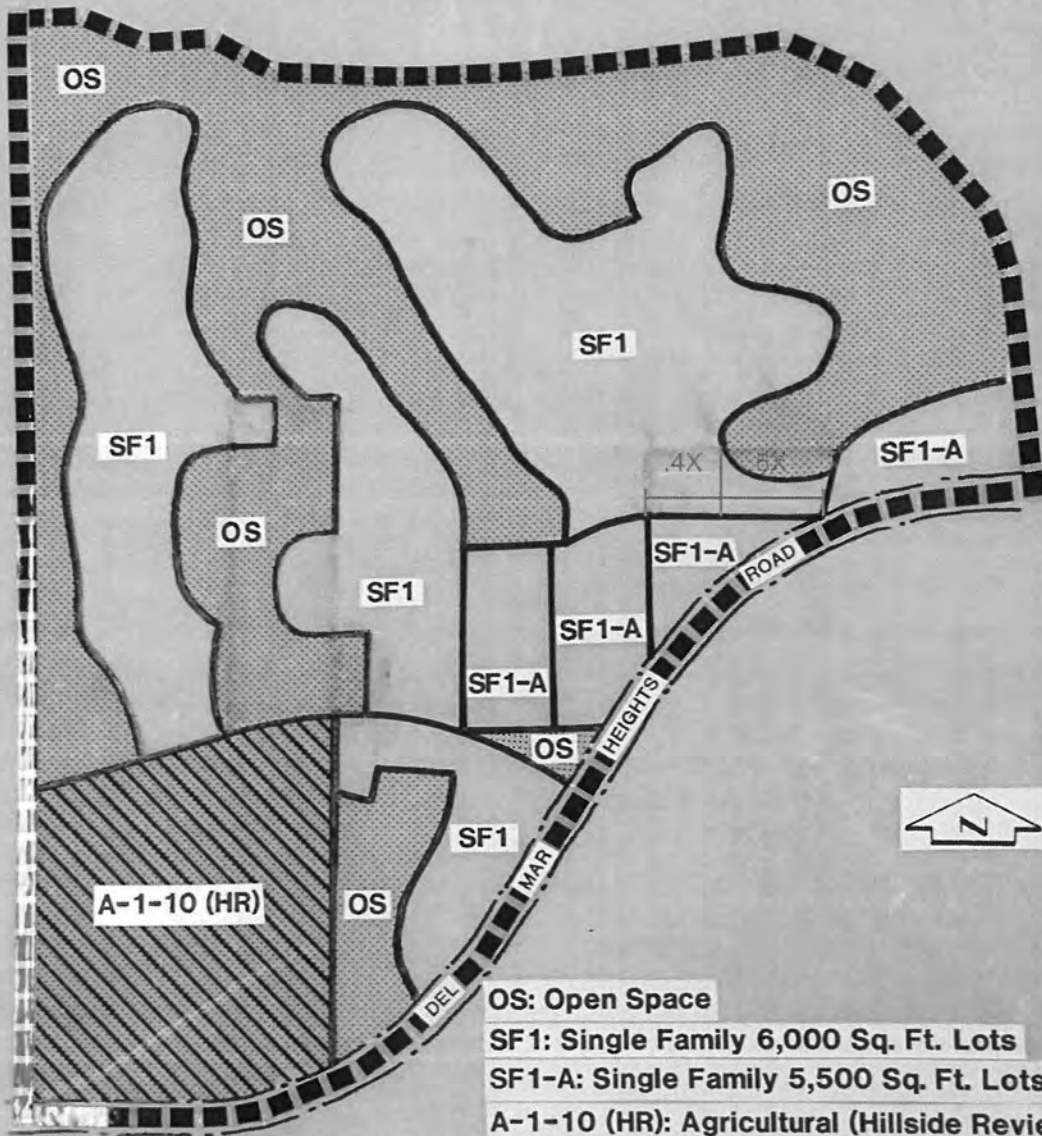 OS
OS
OS
SF1
SF1
SF1-A
.4X
.6X
OS
SF1-A
SF1
SF1-A
SF1-A
ROAD
HEIGHTS
OS
N
SF1
MAR
A-1-10 (HR)
OS
DEL
OS: Open Space
SF1: Single Family 6,000 Sq. Ft. Lots
SF1-A: Single Family 5,500 Sq. Ft. Lots
A-1-10 (HR): Agricultural (Hillside Revie